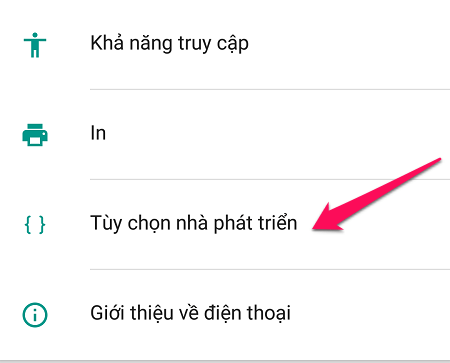 Khả năng truy cập
In
{ } Tùy chọn nhà phát triển
Giới thiệu về điện thoại